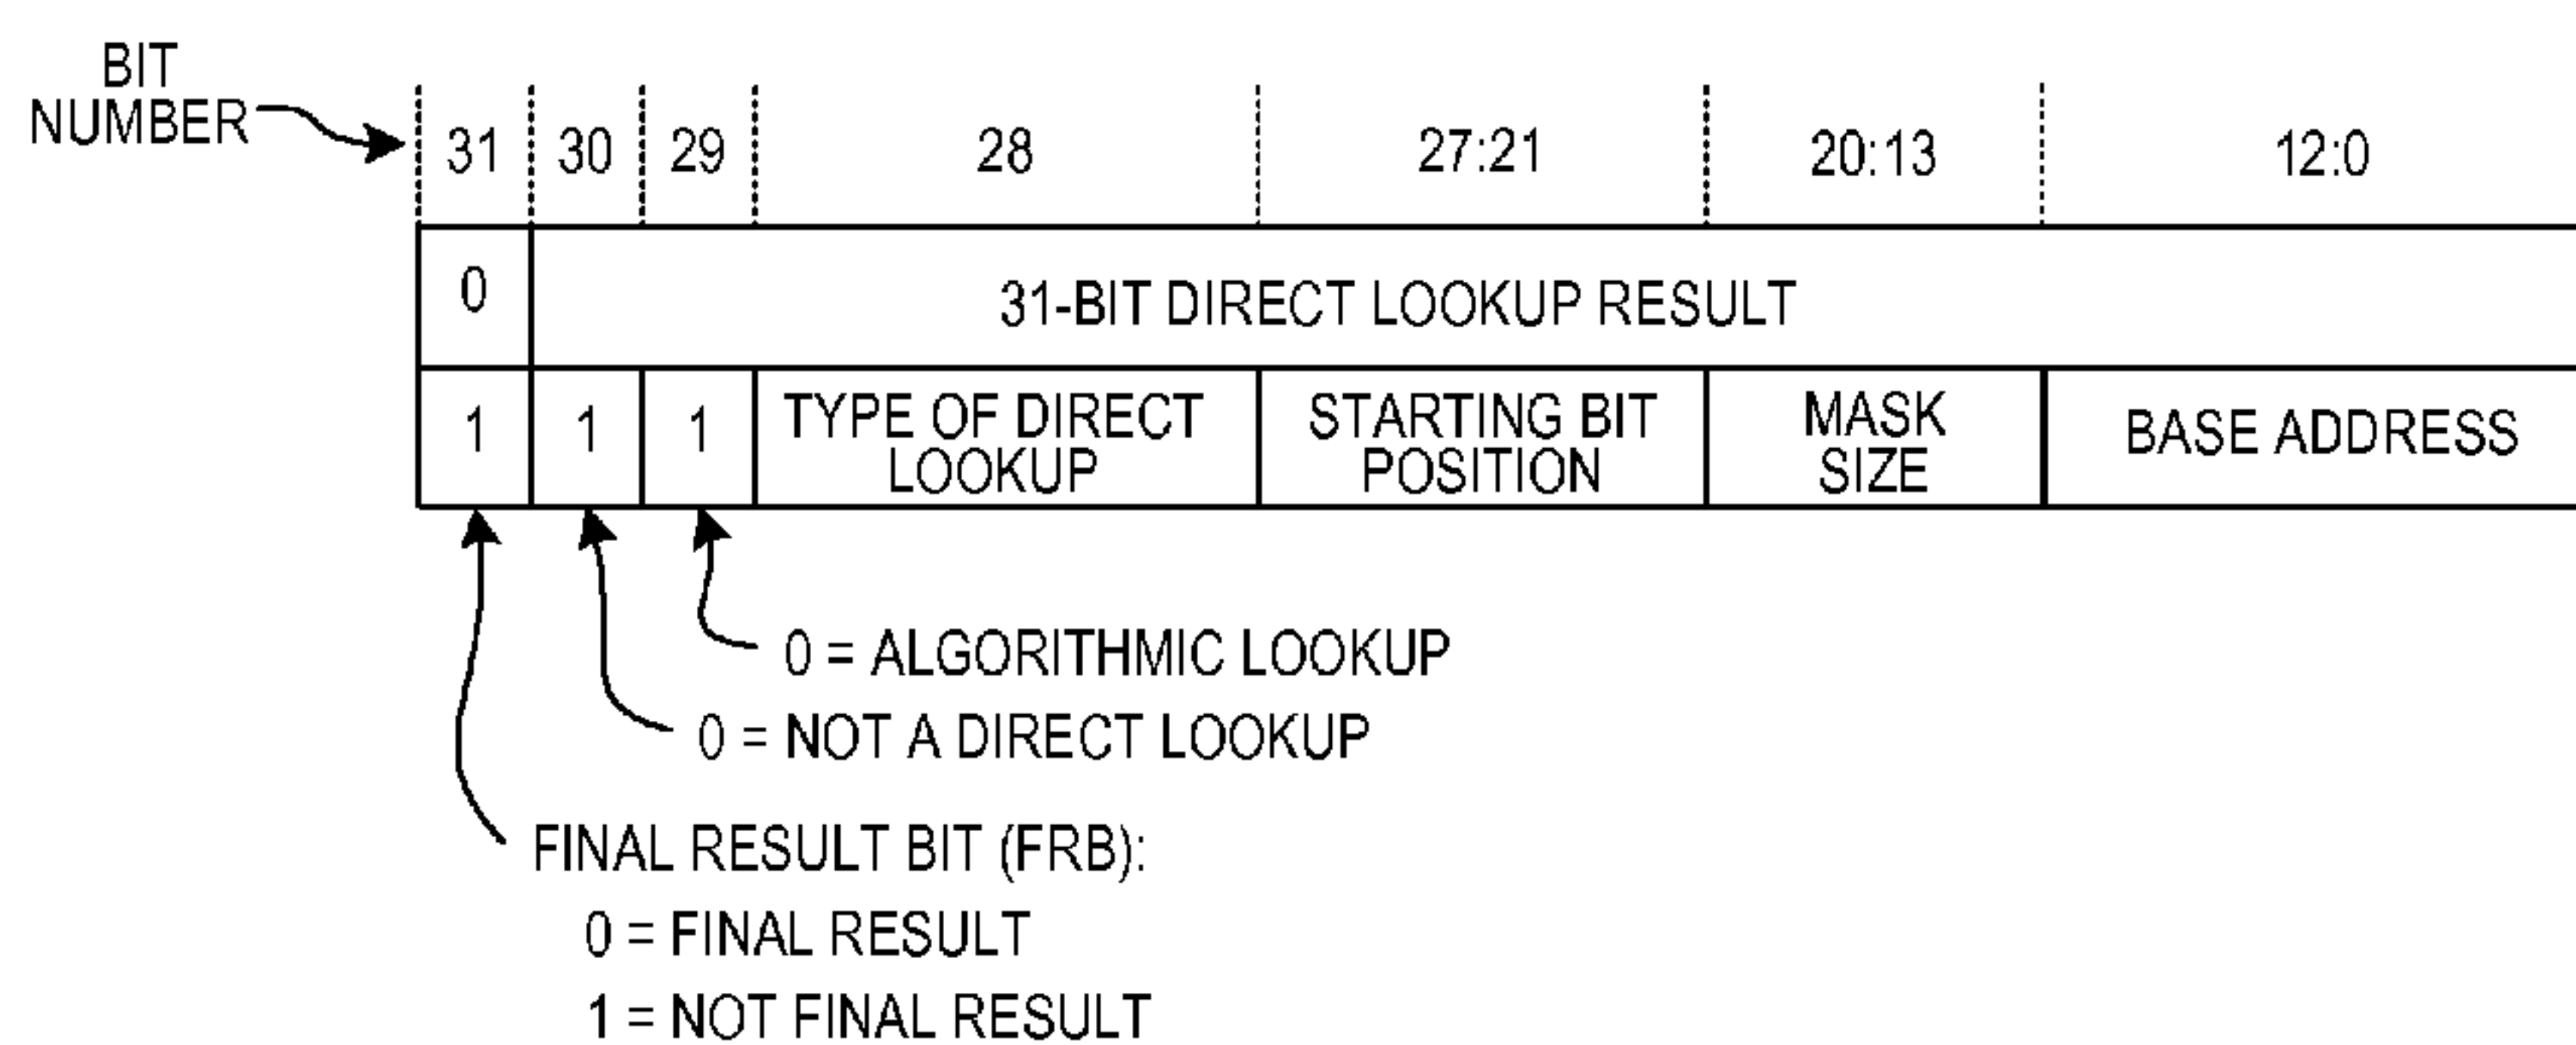 BIT
NUMBER
31 30 29 28 27:21 20:13 12:0
0 31-BIT DIRECT LOOKUP RESULT
1 1 1 TYPE OF DIRECT LOOKUP STARTING BIT POSITION MASK SIZE BASE ADDRESS
0 = ALGORITHMIC LOOKUP
0 = NOT A DIRECT LOOKUP
FINAL RESULT BIT (FRB):
0 = FINAL RESULT
1 = NOT FINAL RESULT